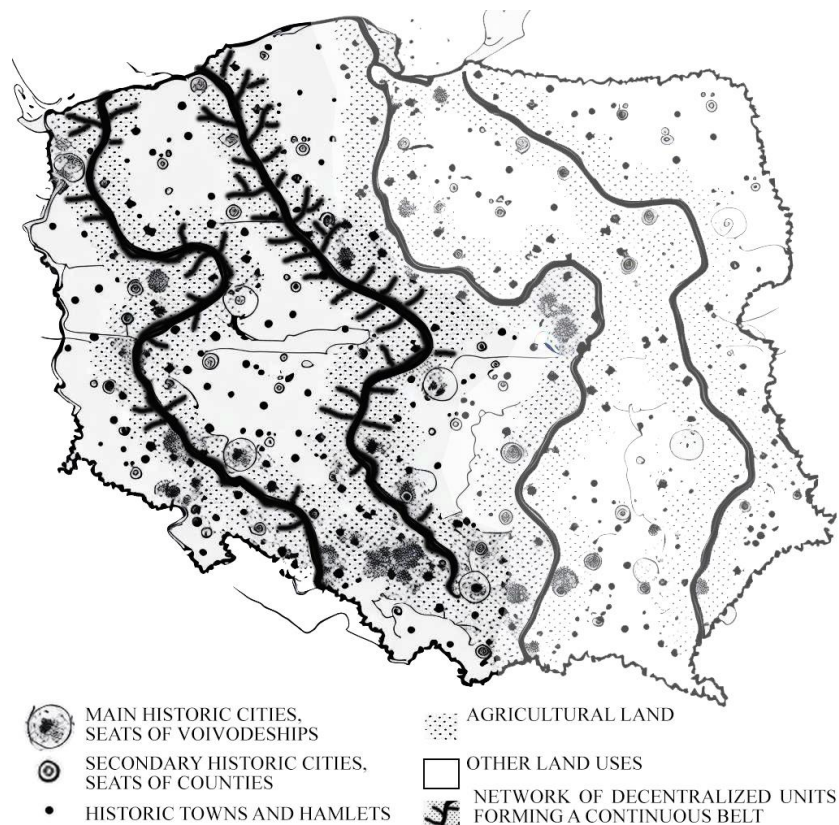 MAIN HISTORIC CITIES,
SEATS OF VOIVODESHIPS
SECONDARY HISTORIC CITIES,
SEATS OF COUNTIES
HISTORIC TOWNS AND HAMLETS
AGRICULTURAL LAND
OTHER LAND USES
NETWORK OF DECENTRALIZED UNITS
FORMING A CONTINUOUS BELT